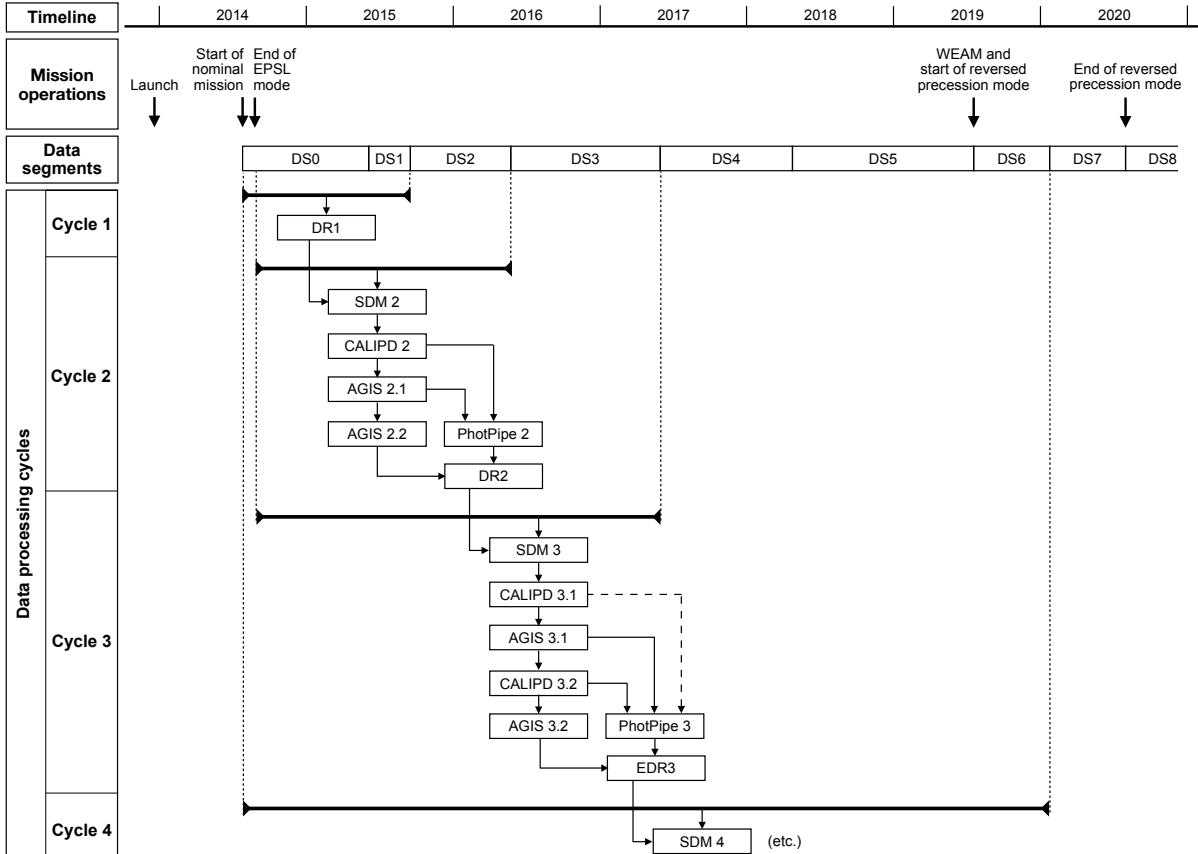 Timeline
2014
2015
2016
2017
2018
2019
2020
Mission
operations
Launch
Start of
nominal
mission
End of
EPSL
mode
WEAM and
start of reversed
precession mode
End of reversed
precession mode
Data
segments
DS0
DS1
DS2
DS3
DS4
DS5
DS6
DS7
DS8
Data processing cycles
Cycle 1
DR1
Cycle 2
SDM 2
CALIPD 2
AGIS 2.1
AGIS 2.2
PhotPipe 2
DR2
Cycle 3
SDM 3
CALIPD 3.1
AGIS 3.1
CALIPD 3.2
AGIS 3.2
PhotPipe 3
EDR3
Cycle 4
SDM 4
(etc.)